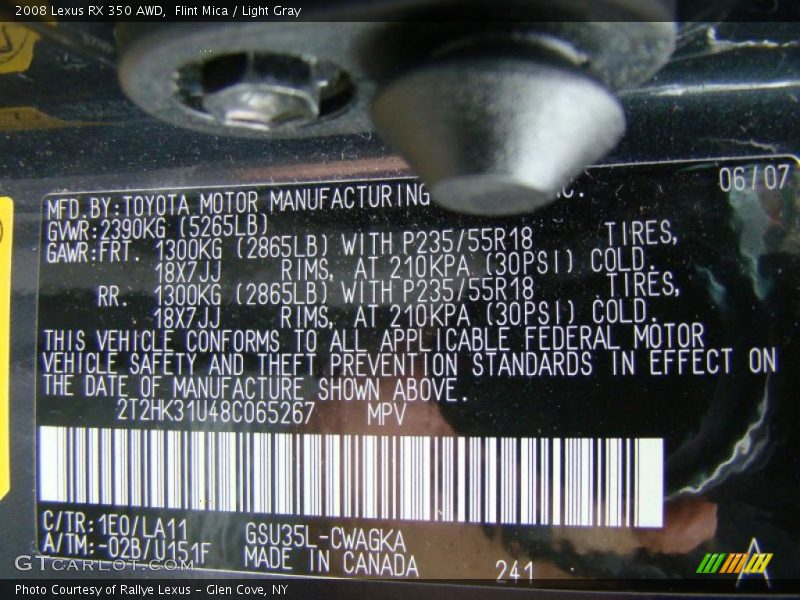 2008 Lexus RX 350 AWD, Flint Mica / Light Gray
06/07
MFD.BY:TOYOTA MOTOR MANUFACTURING
GVWR:2390KG (5265LB)
GAWR:FRT. 1300KG (2865LB) WITH P235/55R18 TIRES,
18X7JJ RIMS, AT 210KPA (30PSI) COLD.
RR. 1300KG (2865LB) WITH P235/55R18 TIRES,
18X7JJ RIMS, AT 210KPA (30PSI) COLD.
THIS VEHICLE CONFORMS TO ALL APPLICABLE FEDERAL MOTOR
VEHICLE SAFETY AND THEFT PREVENTION STANDARDS IN EFFECT ON
THE DATE OF MANUFACTURE SHOWN ABOVE.
2T2HK31U48C065267 MPV
C/TR:1E0/LA11 GSU35L-CWAGKA
A/TM:-02B/U151F MADE IN CANADA
241 A
GTCARLOT.COM
Photo Courtesy of Rallye Lexus - Glen Cove, NY